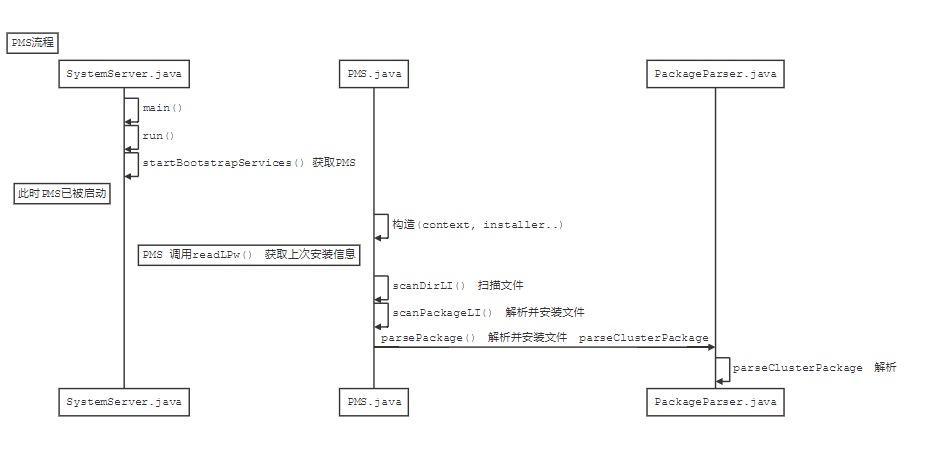 PMS流程
SystemServer.java PMS.java PackageParser.java
main()
run()
startBootstrapServices() 获取PMS
此时PMS已被启动
构造(context, installer..)
PMS 调用readLPw() 获取上次安装信息
scanDirLI() 扫描文件
scanPackageLI() 解析并安装文件
parsePackage() 解析并安装文件 parseClusterPackage
parseClusterPackage 解析
SystemServer.java PMS.java PackageParser.java